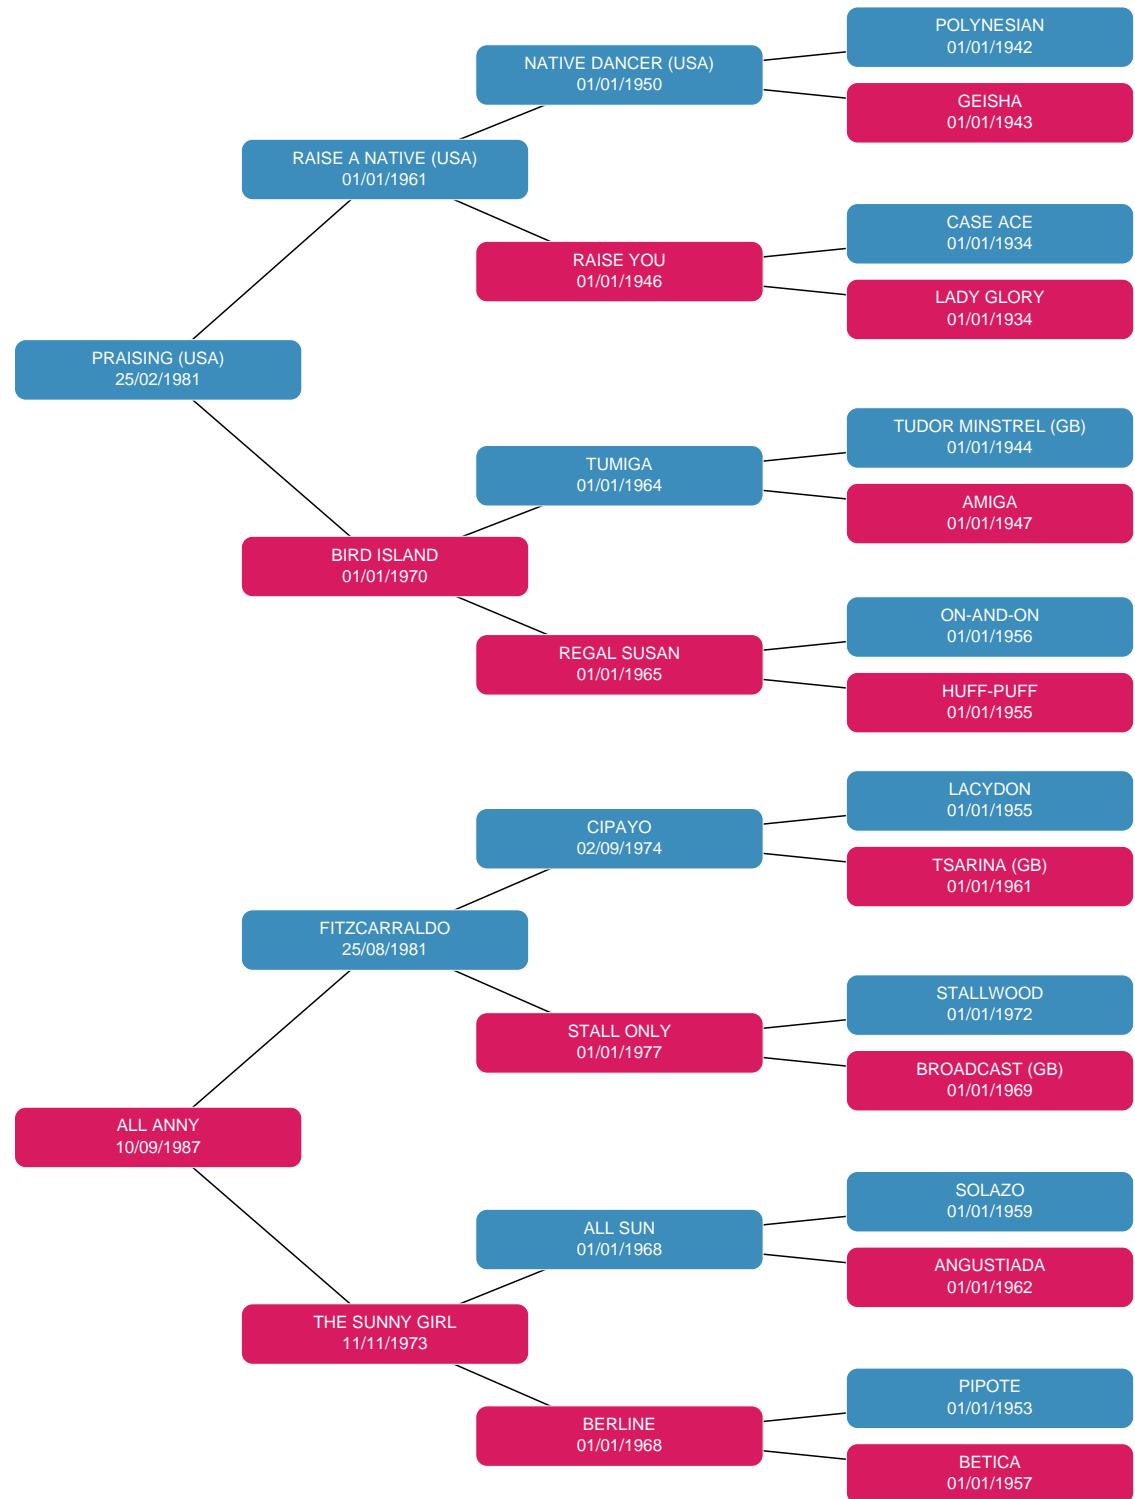 POLYNESIAN
01/01/1942
NATIVE DANCER (USA)
01/01/1950
GEISHA
01/01/1943
RAISE A NATIVE (USA)
01/01/1961
CASE ACE
01/01/1934
RAISE YOU
01/01/1946
LADY GLORY
01/01/1934
PRAISING (USA)
25/02/1981
TUDOR MINSTREL (GB)
01/01/1944
TUMIGA
01/01/1964
AMIGA
01/01/1947
BIRD ISLAND
01/01/1970
ON-AND-ON
01/01/1956
REGAL SUSAN
01/01/1965
HUFF-PUFF
01/01/1955
LACYDON
01/01/1955
CIPAYO
02/09/1974
TSARINA (GB)
01/01/1961
FITZCARRALDO
25/08/1981
STALLWOOD
01/01/1972
STALL ONLY
01/01/1977
BROADCAST (GB)
01/01/1969
ALL ANNY
10/09/1987
SOLAZO
01/01/1959
ALL SUN
01/01/1968
ANGUSTIADA
01/01/1962
THE SUNNY GIRL
11/11/1973
PIPOTE
01/01/1953
BERLINE
01/01/1968
BETICA
01/01/1957